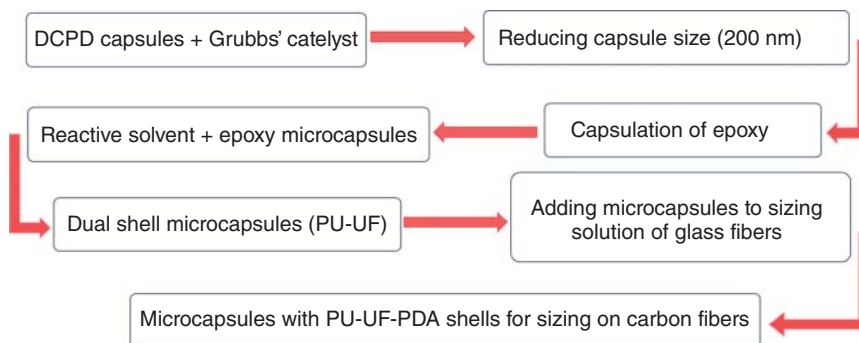 DCPD capsules + Grubbs' catelyst
Reducing capsule size (200 nm)
Capsulation of epoxy
Reactive solvent + epoxy microcapsules
Dual shell microcapsules (PU-UF)
Adding microcapsules to sizing
solution of glass fibers
Microcapsules with PU-UF-PDA shells for sizing on carbon fibers